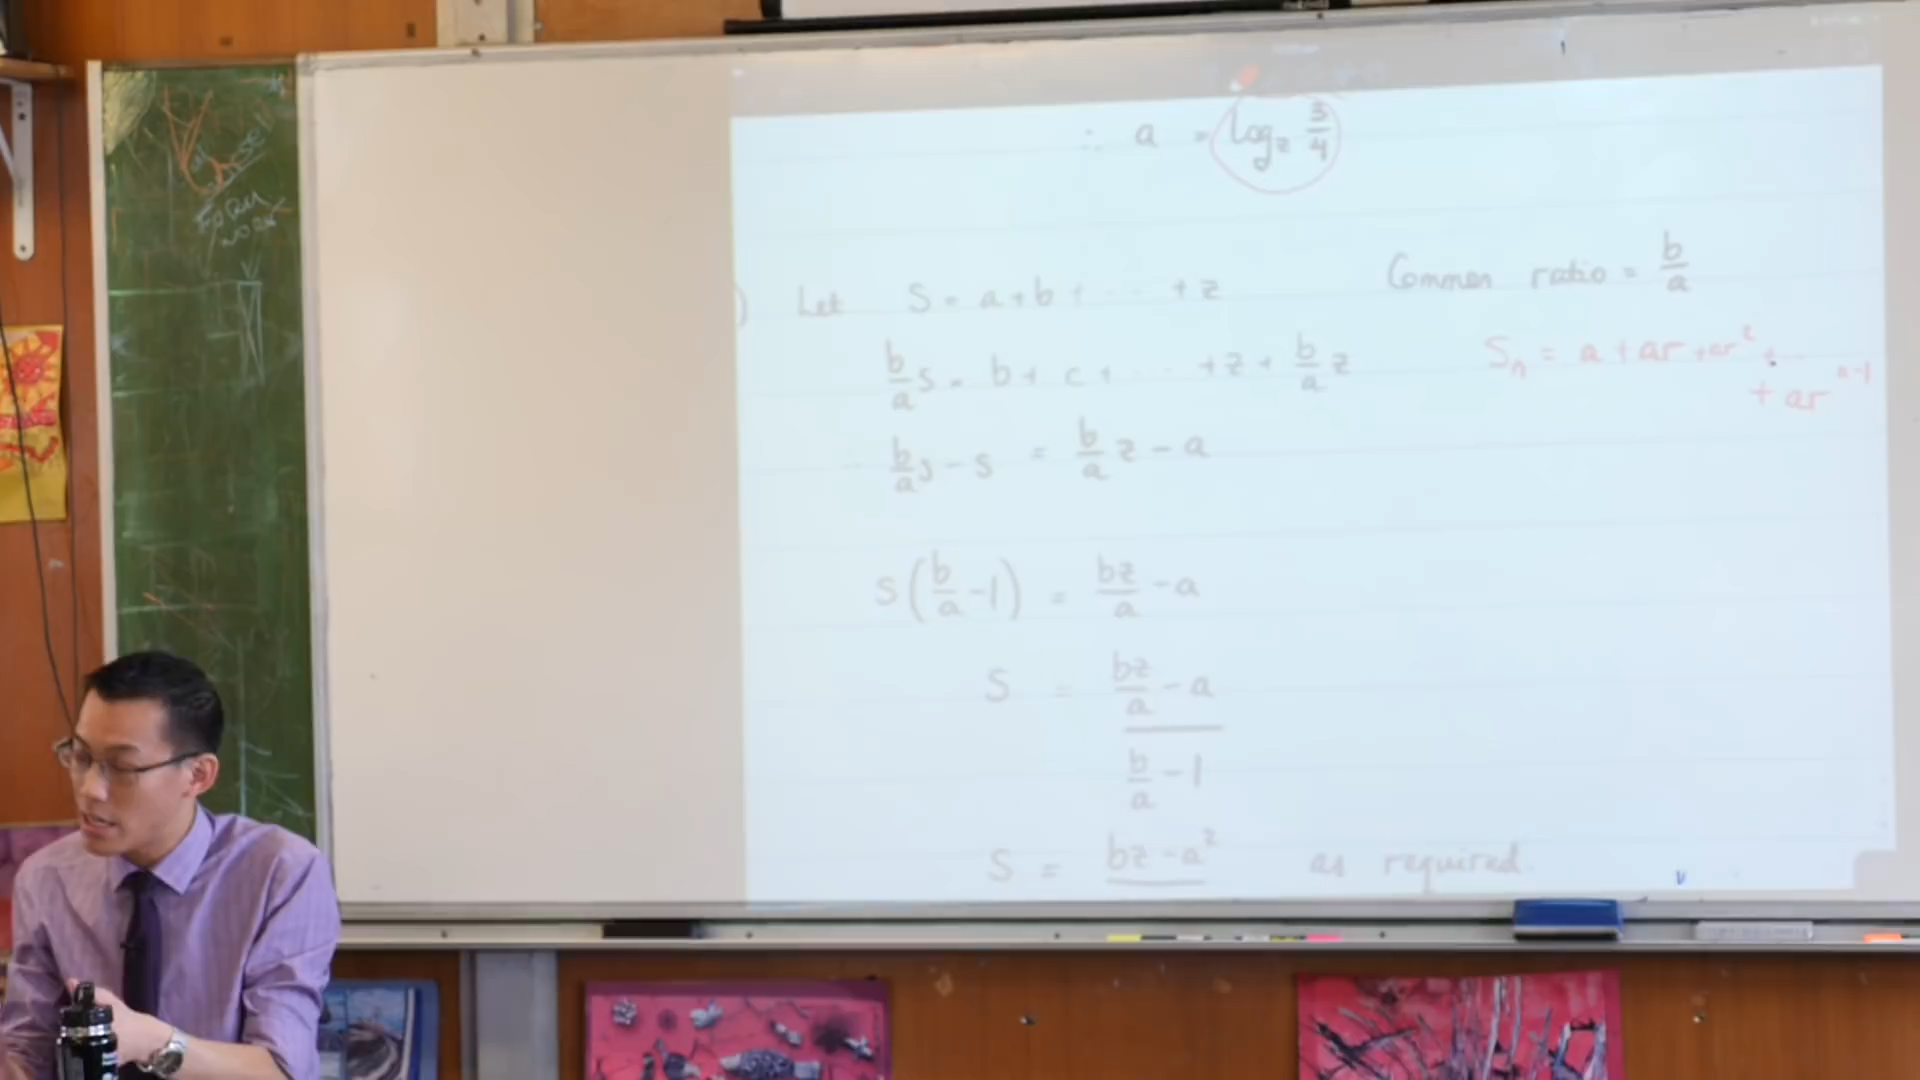 ∴ a = log₂ 3/4
) Let S = a + b + ... + z
Common ratio = b/a
b/a S = b + c + ... + z + b/a z
Sₙ = a + ar + ar² + ...
+ arⁿ⁻¹
b/a S - S = b/a z - a
S(b/a - 1) = bz/a - a
S = (bz/a - a)/(b/a - 1)
S = bz - a² as required.
FORM